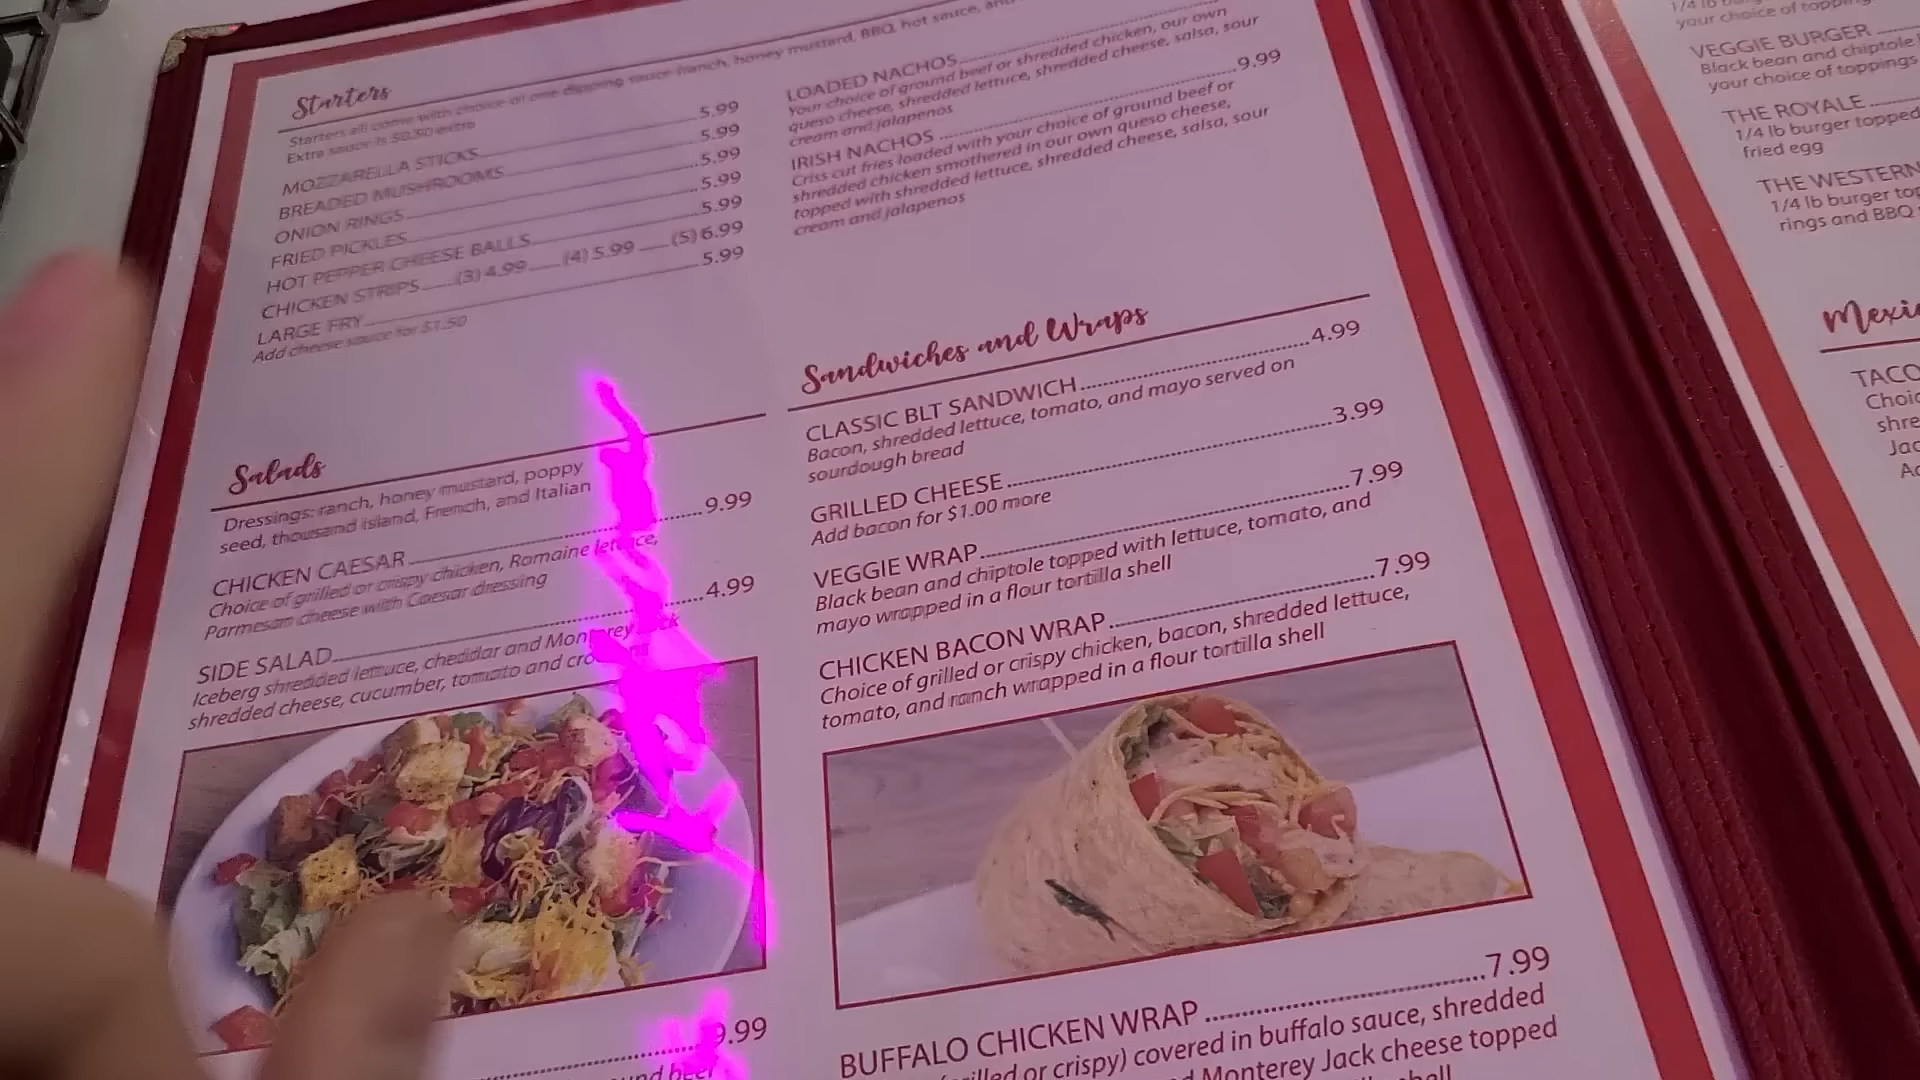 Starters
Starters all come with choice of one dipping sauce-ranch, honey mustard, BBQ, hot sauce,
Extra sauce is $0.50 extra
MOZZARELLA STICKS 5.99
BREADED MUSHROOMS 5.99
ONION RINGS 5.99
FRIED PICKLES 5.99
HOT PEPPER CHEESE BALLS 5.99
CHICKEN STRIPS (3) 4.99 (4) 5.99 (5) 6.99
LARGE FRY 5.99
Add cheese sauce for $1.50
Salads
Dressings: ranch, honey mustard, poppy
seed, thousand island, French, and Italian
CHICKEN CAESAR 9.99
Choice of grilled or crispy chicken, Romaine
Parmesan cheese with Caesar dressing
SIDE SALAD 4.99
Iceberg shredded lettuce, cheddar and
shredded cheese, cucumber, tomato and
9.99
LOADED NACHOS
Your choice of ground beef or shredded chicken, our own
queso cheese, shredded lettuce, shredded cheese, salsa, sour
cream and jalapenos
IRISH NACHOS 9.99
Criss cut fries loaded with your choice of ground beef or
shredded chicken smothered in our own queso cheese,
topped with shredded lettuce, shredded cheese, salsa, sour
cream and jalapenos
Sandwiches and Wraps
CLASSIC BLT SANDWICH 4.99
Bacon, shredded lettuce, tomato, and mayo served on
sourdough bread
GRILLED CHEESE 3.99
Add bacon for $1.00 more
VEGGIE WRAP 7.99
Black bean and chiptole topped with lettuce, tomato, and
mayo wrapped in a flour tortilla shell
CHICKEN BACON WRAP 7.99
Choice of grilled or crispy chicken, bacon, shredded lettuce,
tomato, and ranch wrapped in a flour tortilla shell
BUFFALO CHICKEN WRAP 7.99
or crispy) covered in buffalo sauce, shredded
Monterey Jack cheese topped
1/4 lb
your choice of
VEGGIE BURGER
Black bean and chiptole
your choice of toppings
THE ROYALE
1/4 lb burger topped
fried egg
THE WESTERN
1/4 lb burger
rings and BBQ